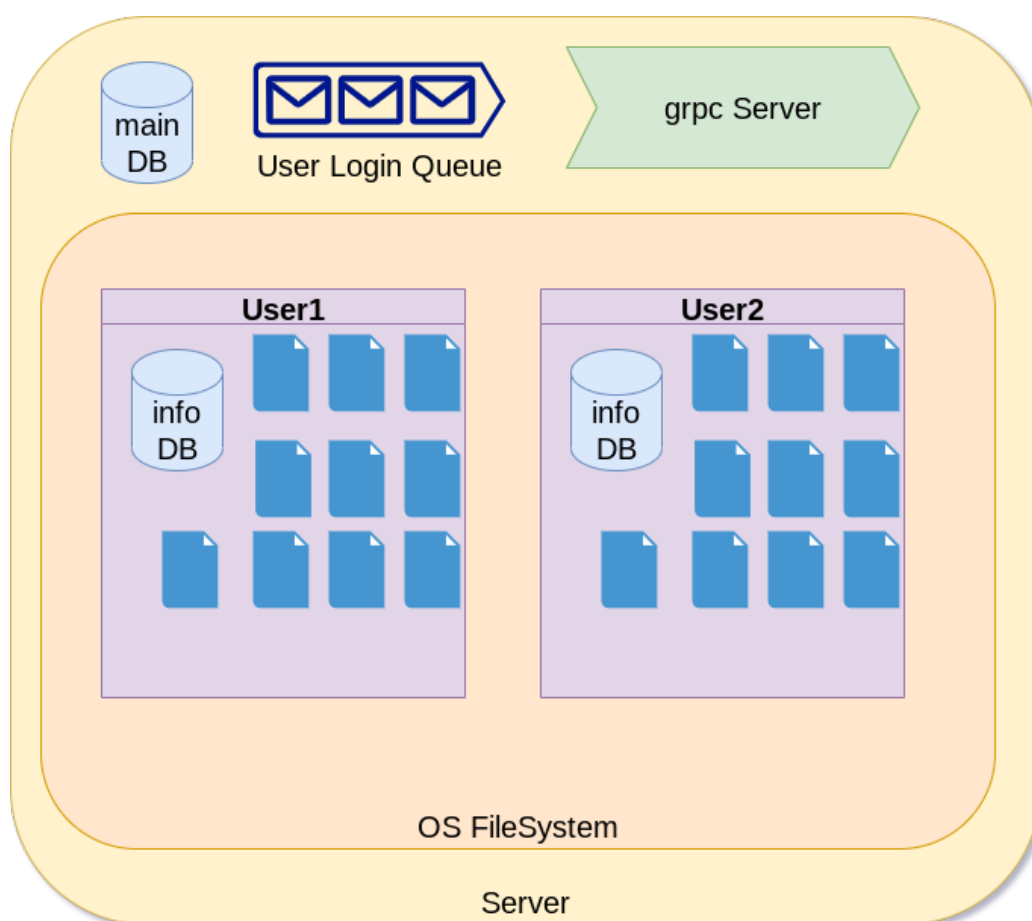 main
DB
User Login Queue
grpc Server
User1
User2
info
DB
info
DB
OS FileSystem
Server